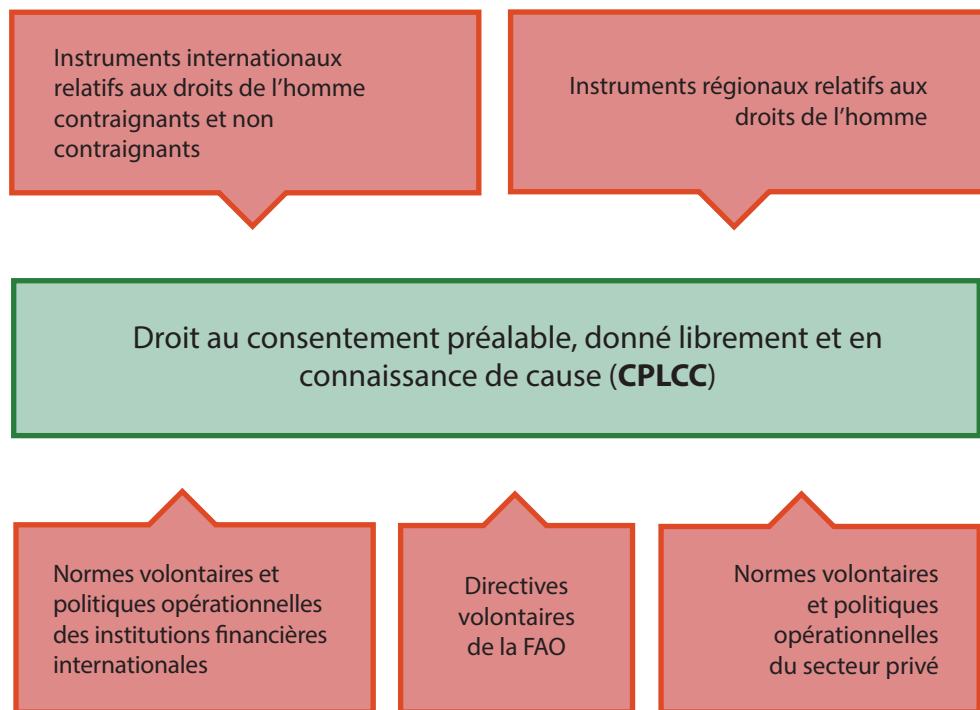 Instruments internationaux
relatifs aux droits de l’homme
contraignants et non
contraignants
Instruments régionaux relatifs aux
droits de l’homme
Droit au consentement préalable, donné librement et en
connaissance de cause (CPLCC)
Normes volontaires et
politiques opérationnelles
des institutions financières
internationales
Directives
volontaires
de la FAO
Normes volontaires
et politiques
opérationnelles
du secteur privé